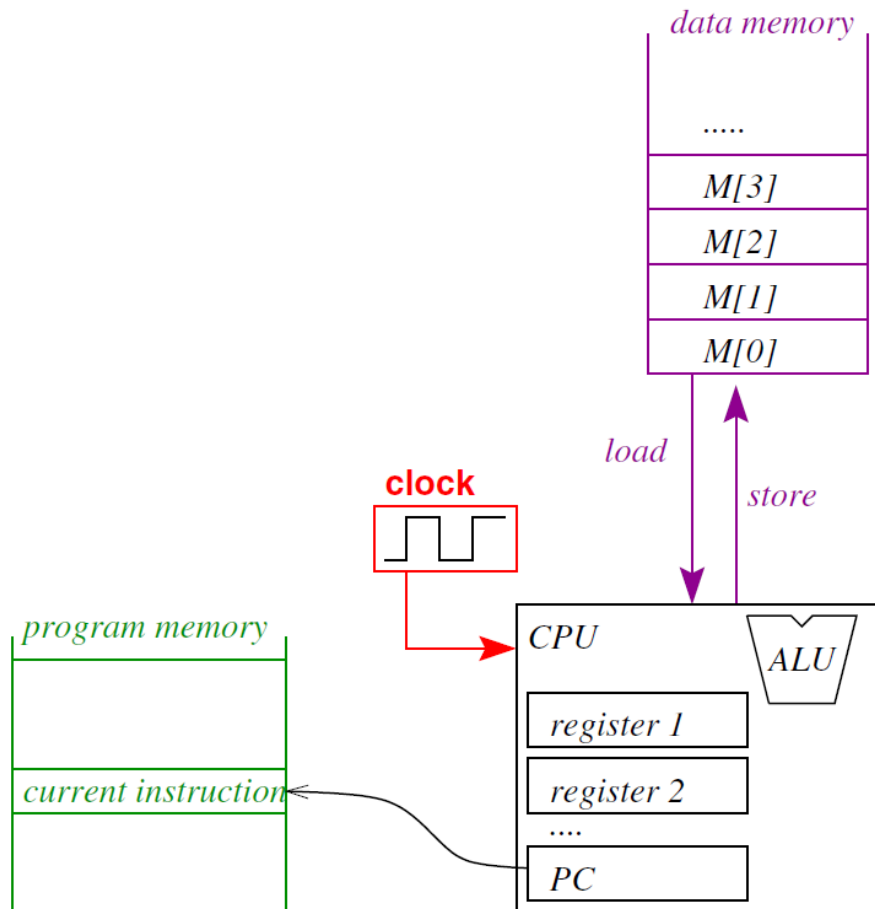 data memory
.....
M[3]
M[2]
M[1]
M[0]
load
store
clock
program memory
current instruction
CPU
ALU
register 1
register 2
....
PC